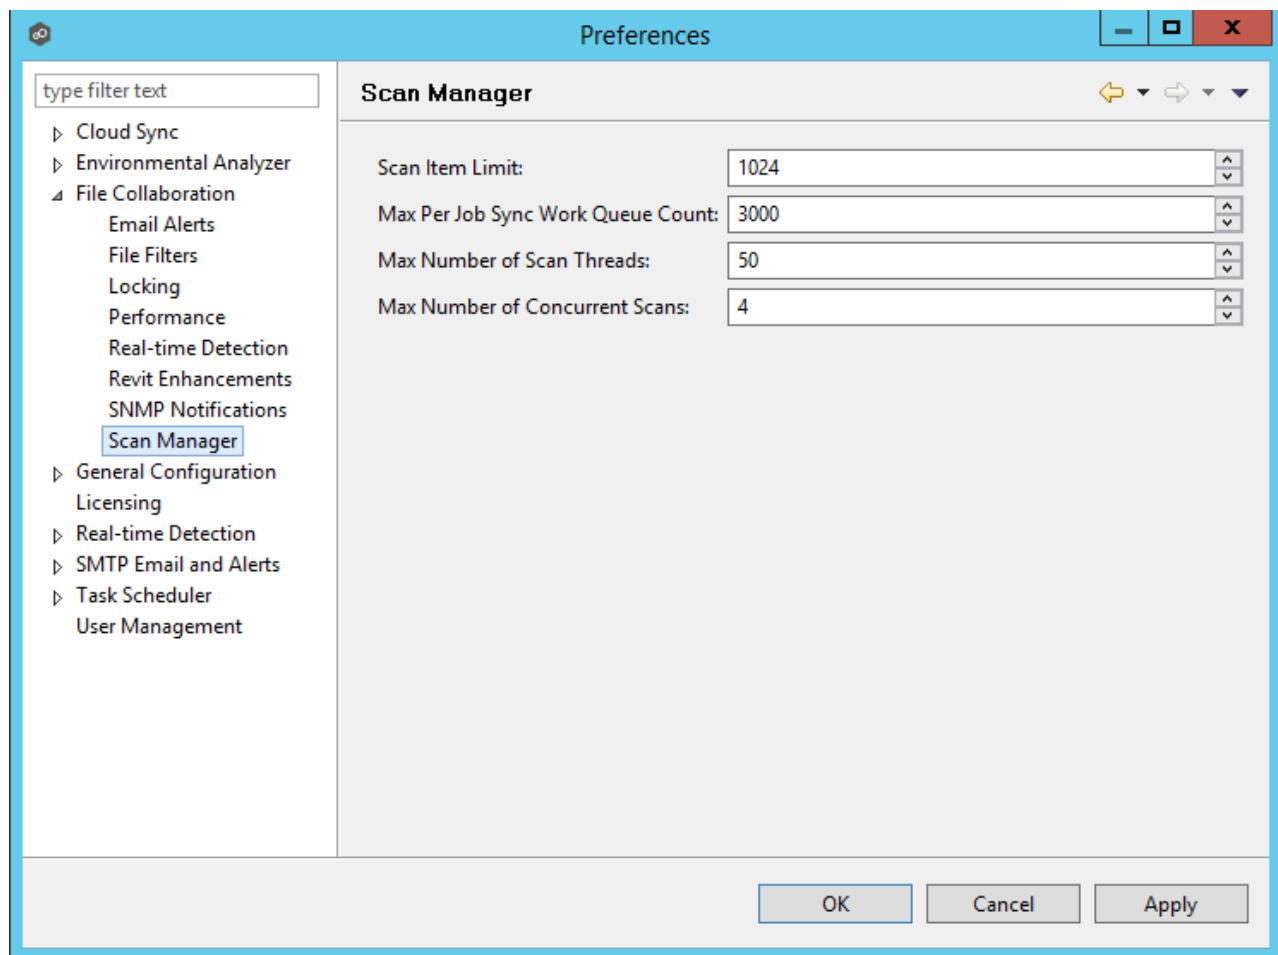 Preferences
type filter text
Cloud Sync
Environmental Analyzer
File Collaboration
Email Alerts
File Filters
Locking
Performance
Real-time Detection
Revit Enhancements
SNMP Notifications
Scan Manager
General Configuration
Licensing
Real-time Detection
SMTP Email and Alerts
Task Scheduler
User Management
Scan Manager
Scan Item Limit: 1024
Max Per Job Sync Work Queue Count: 3000
Max Number of Scan Threads: 50
Max Number of Concurrent Scans: 4
OK Cancel Apply